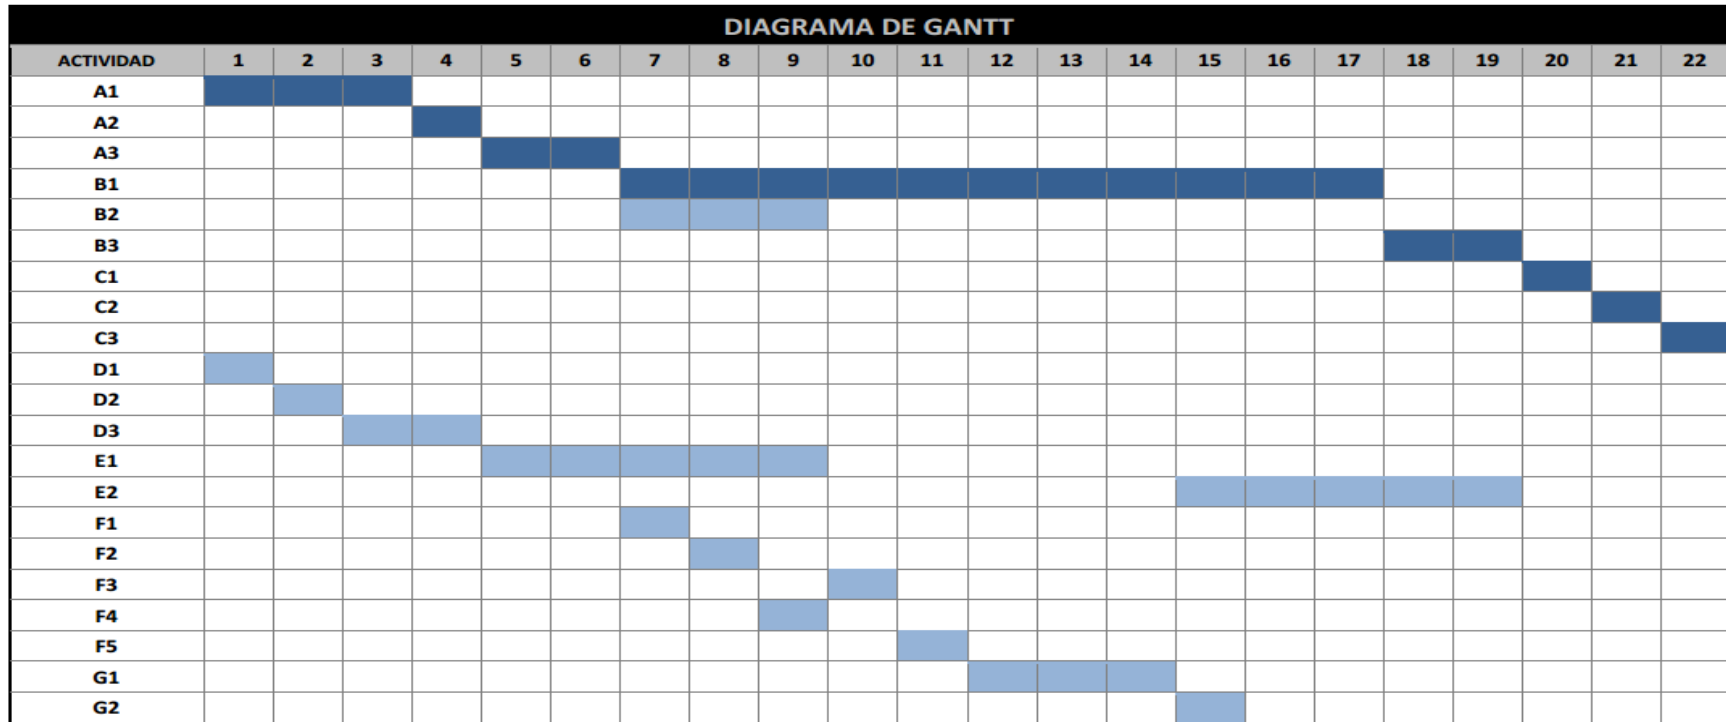 DIAGRAMA DE GANTT
ACTIVIDAD 1 2 3 4 5 6 7 8 9 10 11 12 13 14 15 16 17 18 19 20 21 22
A1
A2
A3
B1
B2
B3
C1
C2
C3
D1
D2
D3
E1
E2
F1
F2
F3
F4
F5
G1
G2